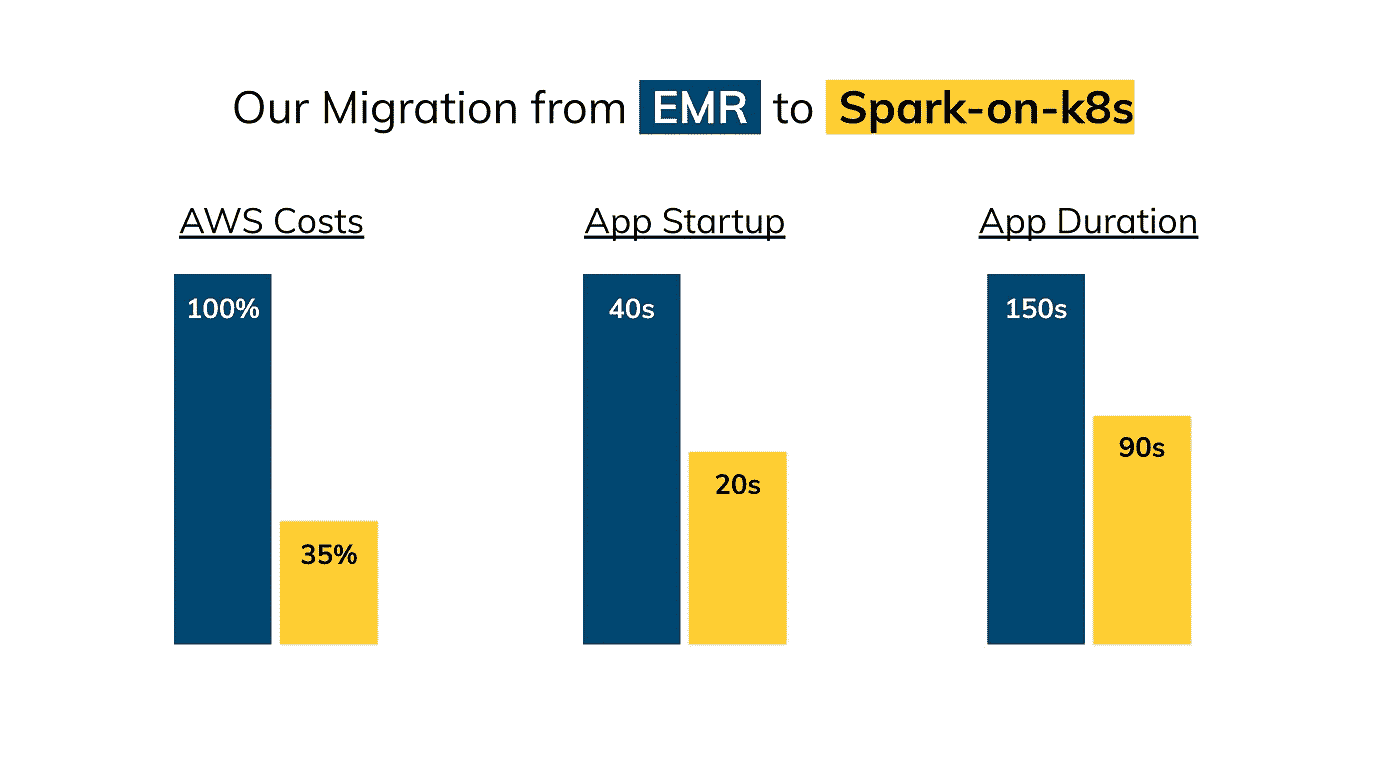 Our Migration from EMR to Spark-on-k8s
AWS Costs
100%
35%
App Startup
40s
20s
App Duration
150s
90s